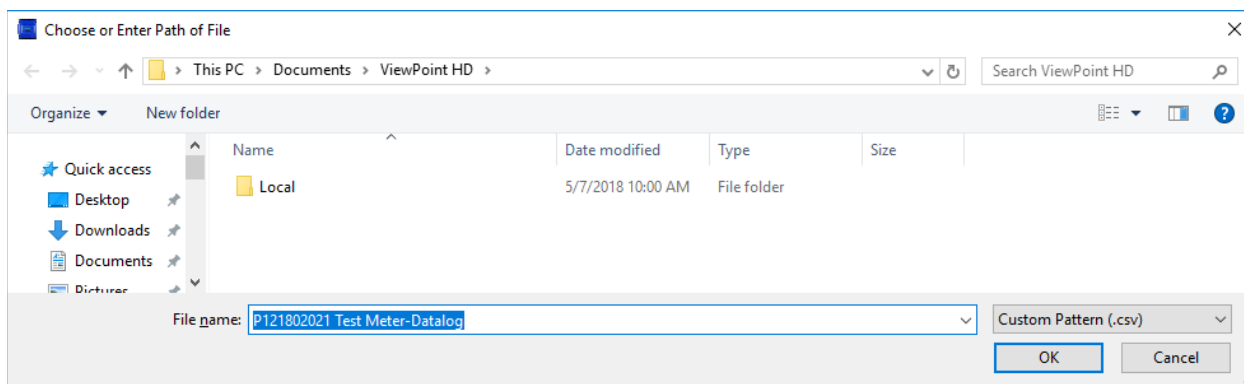 Choose or Enter Path of File
This PC > Documents > ViewPoint HD >
Search ViewPoint HD
Organize
New folder
Name
Date modified
Type
Size
Quick access
Desktop
Downloads
Documents
Pictures
Local
5/7/2018 10:00 AM
File folder
File name:
P121802021 Test Meter-Datalog
Custom Pattern (.csv)
OK
Cancel